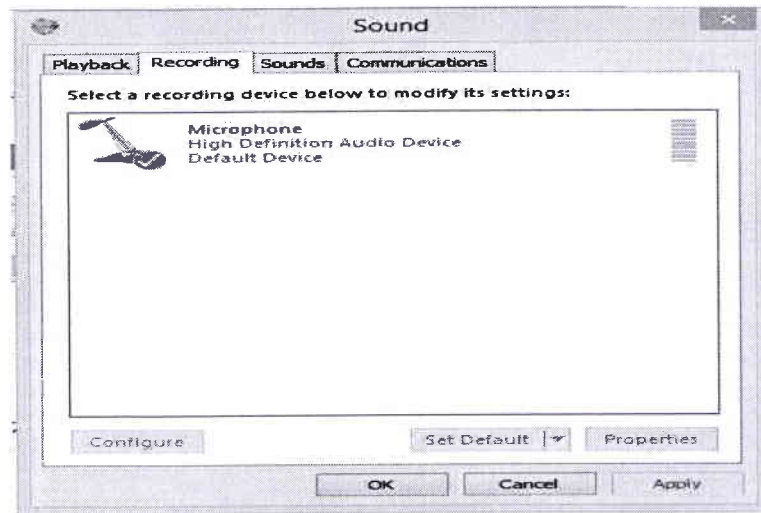 Sound
Playback Recording Sounds Communications
Select a recording device below to modify its settings:
Microphone
High Definition Audio Device
Default Device
Configure Set Default Properties
OK Cancel Apply